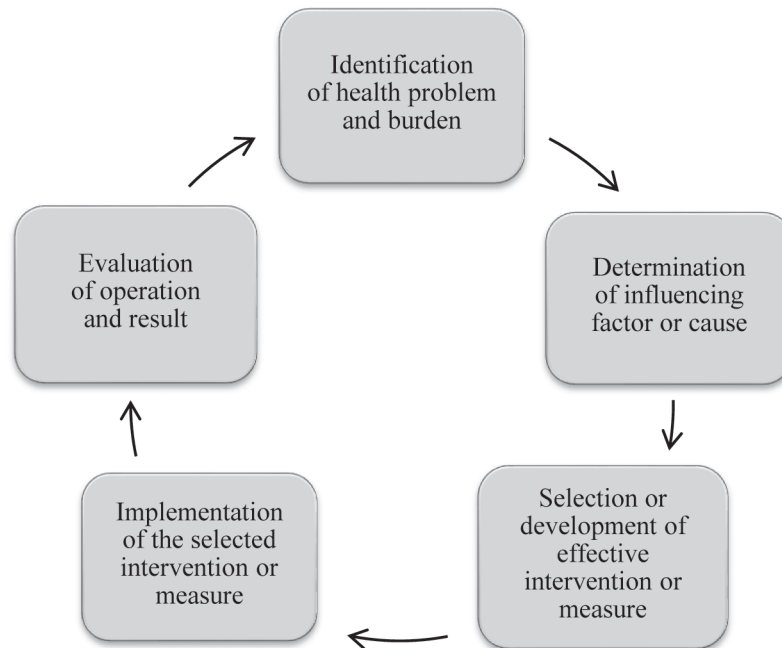 Identification
of health problem
and burden
Determination
of influencing
factor or cause
Selection or
development of
effective
intervention or
measure
Implementation
of the selected
intervention or
measure
Evaluation
of operation
and result